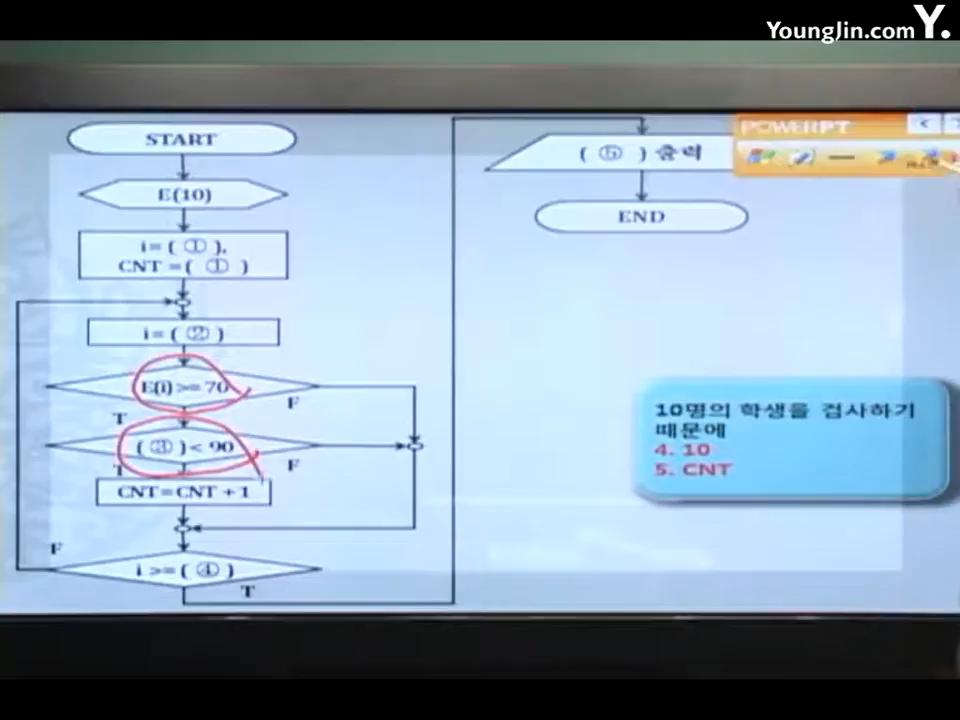 YoungJin.com Y.
START
E(10)
i = ( ① ),
CNT = ( ① )
i = ( ② )
E(i) >= 70
F
T
( ③ ) < 90
F
T
CNT = CNT + 1
F
i >= ( ④ )
T
( ⑤ ) 출력
END
POWERPT
10명의 학생을 검사하기
때문에
4. 10
5. CNT